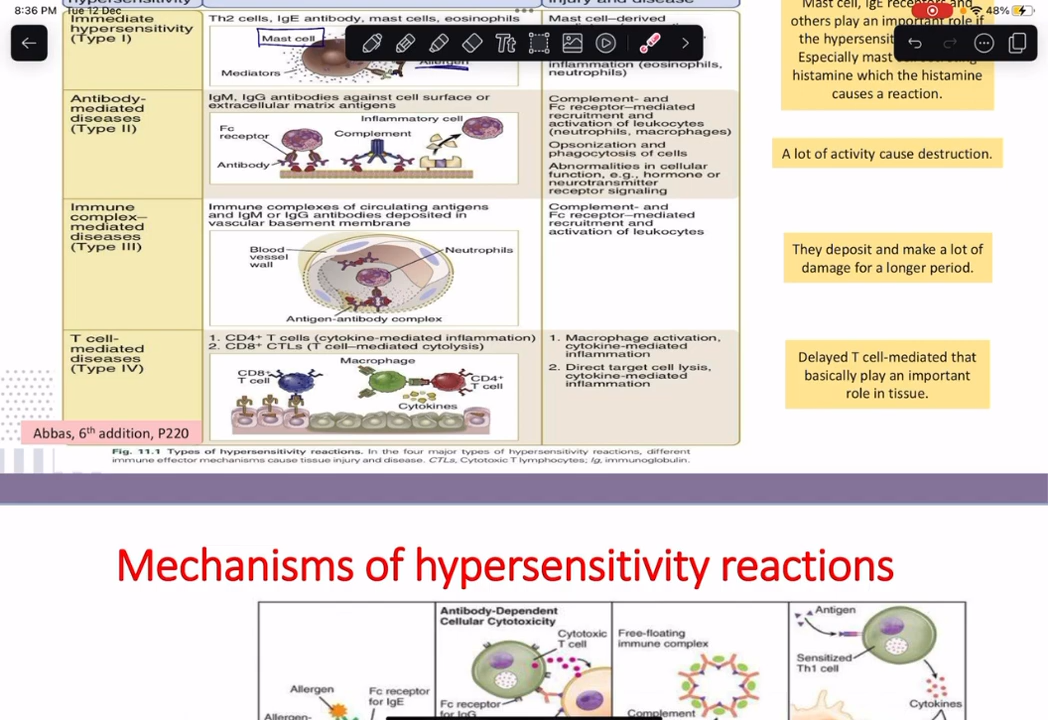 8:36 PM Tue 12 Dec
48%
Immediate
hypersensitivity
(Type I)
Th2 cells, IgE antibody, mast cells, eosinophils
Mast cell
Mediators
Allergen
injury and disease
Mast cell–derived
inflammation (eosinophils,
neutrophils)
Mast cell, IgE receptors and
others play an important role if
the hypersensit
Especially mast
histamine which the histamine
causes a reaction.
Antibody-
mediated
diseases
(Type II)
IgM, IgG antibodies against cell surface or
extracellular matrix antigens
Fc
receptor
Complement
Inflammatory cell
Antibody
Complement- and
Fc receptor–mediated
recruitment and
activation of leukocytes
(neutrophils, macrophages)
Opsonization and
phagocytosis of cells
Abnormalities in cellular
function, e.g., hormone or
neurotransmitter
receptor signaling
A lot of activity cause destruction.
Immune
complex–
mediated
diseases
(Type III)
Immune complexes of circulating antigens
and IgM or IgG antibodies deposited in
vascular basement membrane
Blood
vessel
wall
Neutrophils
Antigen-antibody complex
Complement- and
Fc receptor–mediated
recruitment and
activation of leukocytes
They deposit and make a lot of
damage for a longer period.
T cell-
mediated
diseases
(Type IV)
1. CD4+ T cells (cytokine-mediated inflammation)
2. CD8+ CTLs (T cell–mediated cytolysis)
Macrophage
CD8+
T cell
CD4+
T cell
Cytokines
1. Macrophage activation,
cytokine-mediated
inflammation
2. Direct target cell lysis,
cytokine-mediated
inflammation
Delayed T cell-mediated that
basically play an important
role in tissue.
Abbas, 6th addition, P220
Fig. 11.1 Types of hypersensitivity reactions. In the four major types of hypersensitivity reactions, different
immune effector mechanisms cause tissue injury and disease. CTLs, Cytotoxic T lymphocytes; Ig, immunoglobulin.
Mechanisms of hypersensitivity reactions
Allergen
Fc receptor
for IgE
Allergen-
Antibody-Dependent
Cellular Cytotoxicity
Cytotoxic
T cell
Fc receptor
for IgG
Free-floating
immune complex
Complement
Antigen
Sensitized
Th1 cell
Cytokines